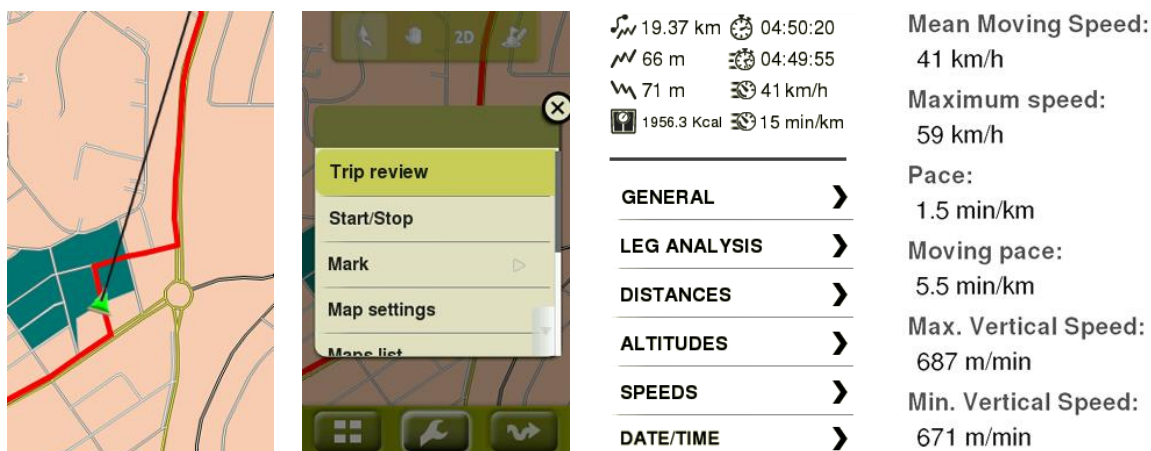 2D
Trip review
Start/Stop
Mark
Map settings
Maps list
19.37 km 04:50:20
66 m 04:49:55
71 m 41 km/h
1956.3 Kcal 15 min/km
GENERAL
LEG ANALYSIS
DISTANCES
ALTITUDES
SPEEDS
DATE/TIME
Mean Moving Speed:
41 km/h
Maximum speed:
59 km/h
Pace:
1.5 min/km
Moving pace:
5.5 min/km
Max. Vertical Speed:
687 m/min
Min. Vertical Speed:
671 m/min